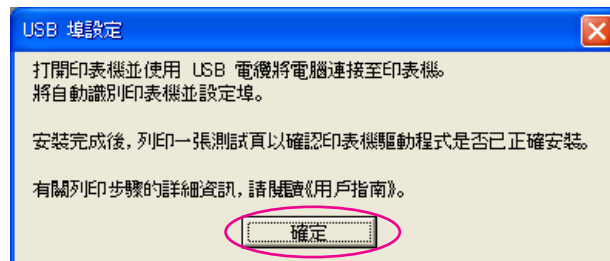 USB 埠設定
打開印表機並使用 USB 電纜將電腦連接至印表機。
將自動識別印表機並設定埠。
安裝完成後, 列印一張測試頁以確認印表機驅動程式是否已正確安裝。
有關列印步驟的詳細資訊, 請閱讀《用戶指南》。
確定